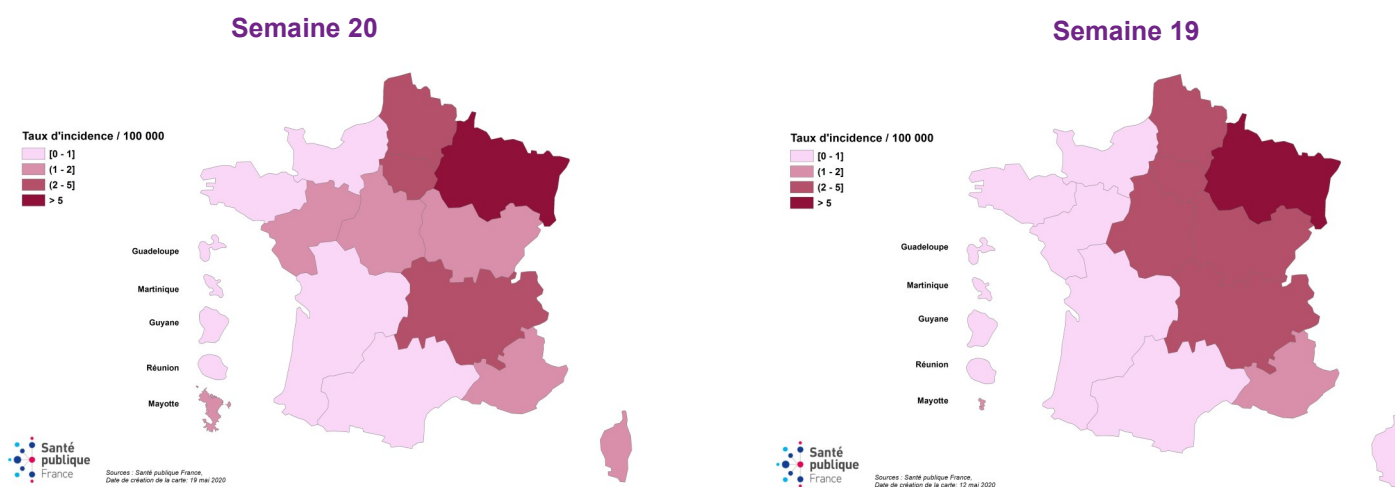 Semaine 20
Taux d'incidence / 100 000
[0 - 1]
(1 - 2]
(2 - 5]
> 5
Guadeloupe
Martinique
Guyane
Réunion
Mayotte
Santé
publique
France
Sources : Santé publique France,
Date de création de la carte: 19 mai 2020
Semaine 19
Taux d'incidence / 100 000
[0 - 1]
(1 - 2]
(2 - 5]
> 5
Guadeloupe
Martinique
Guyane
Réunion
Mayotte
Santé
publique
France
Sources : Santé publique France,
Date de création de la carte: 12 mai 2020